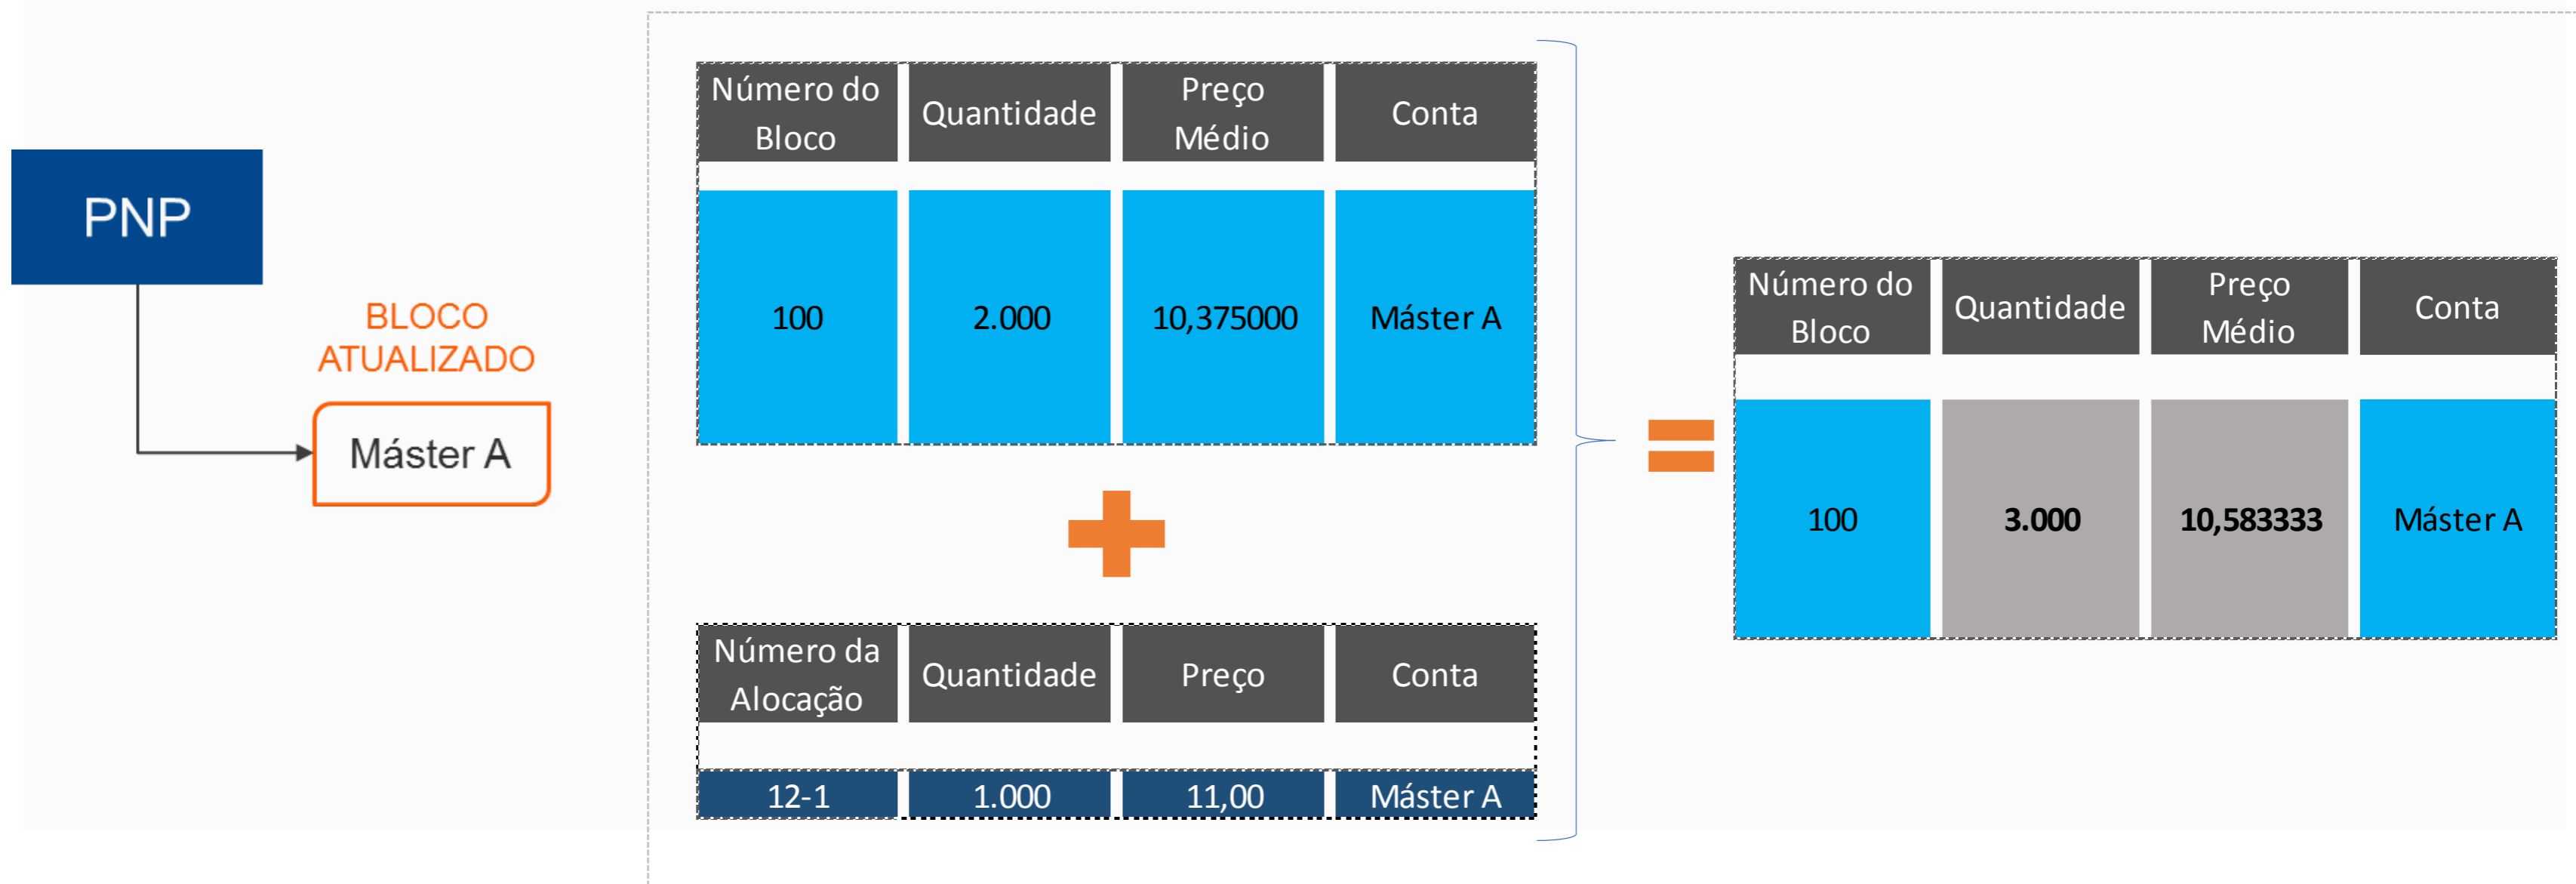 PNP
BLOCO
ATUALIZADO
Máster A
Número do
Bloco
Quantidade
Preço
Médio
Conta
100
2.000
10,375000
Máster A
Número da
Alocação
Quantidade
Preço
Conta
12-1
1.000
11,00
Máster A
Número do
Bloco
Quantidade
Preço
Médio
Conta
100
3.000
10,583333
Máster A